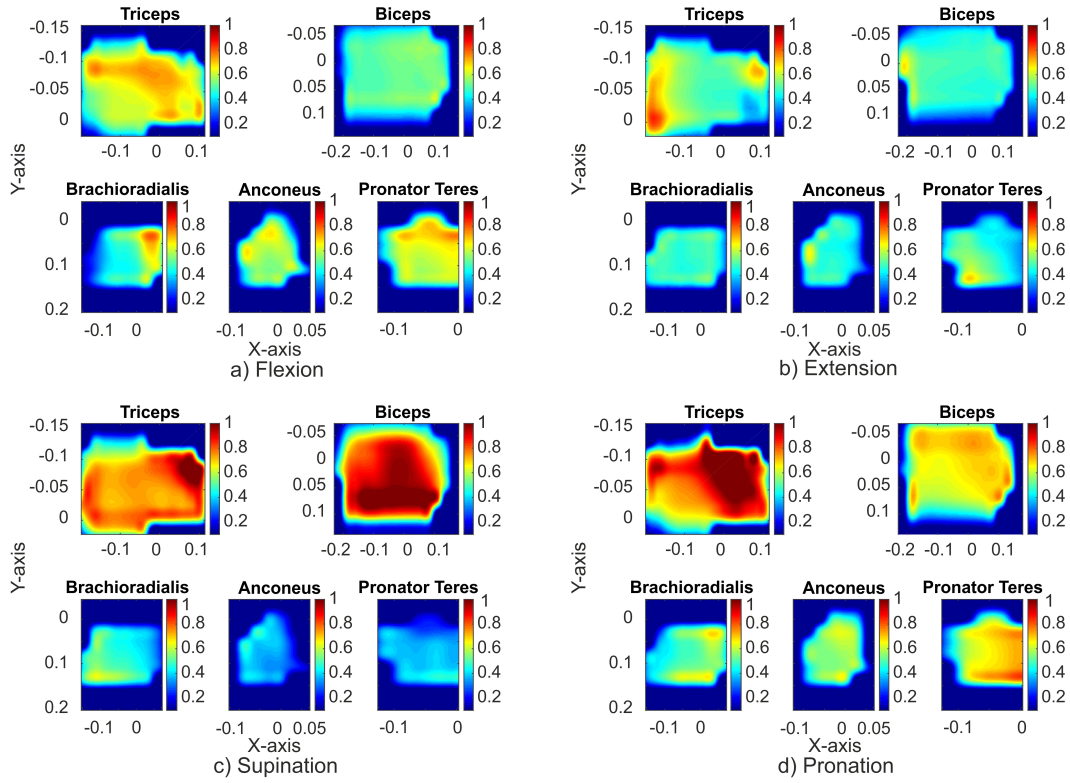 Triceps Biceps Triceps Biceps
-0.15 1 -0.05 1 -0.15 1 -0.05 1
-0.1 0.8 0 0.8 -0.1 0.8 0 0.8
0.6 0.6 0.6 0.6
-0.05 0.4 0.05 0.4 -0.05 0.4 0.05 0.4
0 0.2 0.1 0.2 0 0.2 0.1 0.2
-0.1 0 0.1 -0.2 -0.1 0 0.1 -0.1 0 0.1 -0.2 -0.1 0 0.1
Y-axis Y-axis
Brachioradialis Anconeus Pronator Teres Brachioradialis Anconeus Pronator Teres
0 1 1 1 0 1 1 1
0.8 0.8 0.8 0.8 0.8 0.8
0.1 0.6 0.6 0.6 0.1 0.6 0.6 0.6
0.4 0.4 0.4 0.4 0.4 0.4
0.2 0.2 0.2 0.2 0.2 0.2 0.2 0.2
-0.1 0 -0.1 0 0.05 -0.1 0 -0.1 0 -0.1 0 0.05 -0.1 0
X-axis X-axis
a) Flexion b) Extension
Triceps Biceps Triceps Biceps
-0.15 1 -0.05 1 -0.15 1 -0.05 1
-0.1 0.8 0 0.8 -0.1 0.8 0 0.8
0.6 0.6 0.6 0.6
-0.05 0.4 0.05 0.4 -0.05 0.4 0.05 0.4
0 0.2 0.1 0.2 0 0.2 0.1 0.2
-0.1 0 0.1 -0.2 -0.1 0 0.1 -0.1 0 0.1 -0.2 -0.1 0 0.1
Y-axis Y-axis
Brachioradialis Anconeus Pronator Teres Brachioradialis Anconeus Pronator Teres
0 1 1 1 0 1 1 1
0.8 0.8 0.8 0.8 0.8 0.8
0.1 0.6 0.6 0.6 0.1 0.6 0.6 0.6
0.4 0.4 0.4 0.4 0.4 0.4
0.2 0.2 0.2 0.2 0.2 0.2 0.2 0.2
-0.1 0 -0.1 0 0.05 -0.1 0 -0.1 0 -0.1 0 0.05 -0.1 0
X-axis X-axis
c) Supination d) Pronation